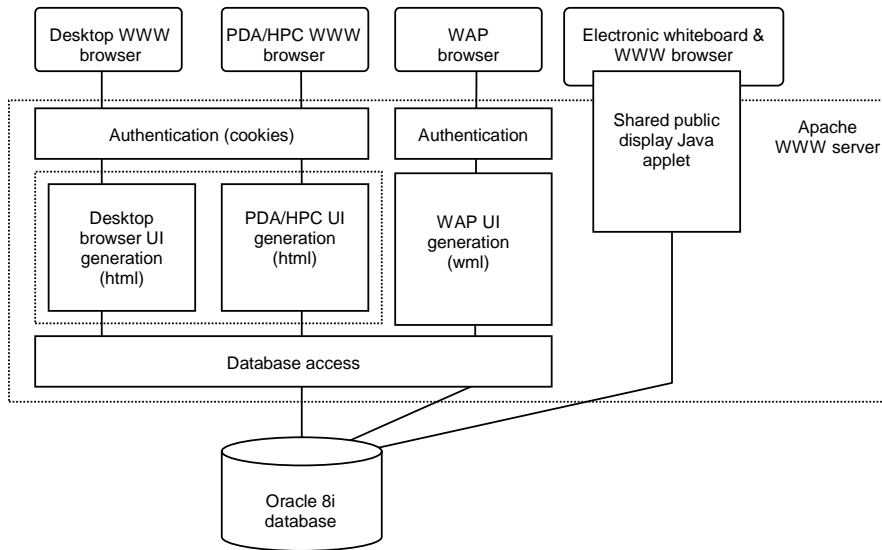 Desktop WWW
browser
PDA/HPC WWW
browser
WAP
browser
Electronic whiteboard &
WWW browser
Authentication (cookies)
Authentication
Shared public
display Java
applet
Apache
WWW server
Desktop
browser UI
generation
(html)
PDA/HPC UI
generation
(html)
WAP UI
generation
(wml)
Database access
Oracle 8i
database